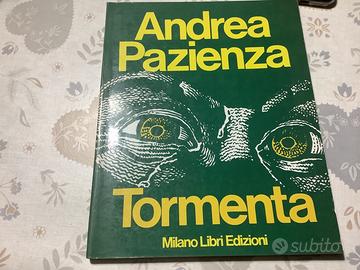 Andrea
Pazienza
Tormenta
Milano Libri Edizioni
subito